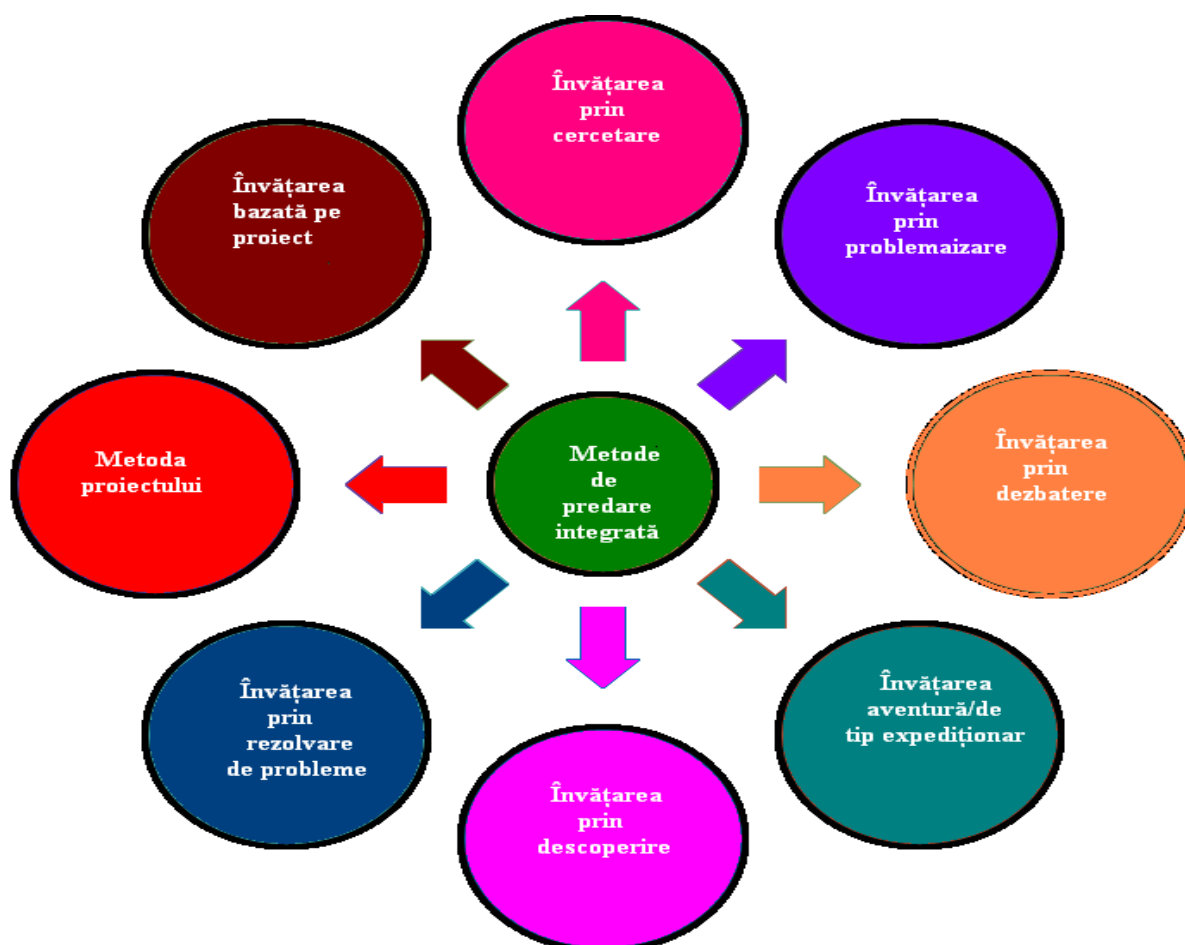 Învățarea
prin
cercetare
Învățarea
bazată pe
proiect
Învățarea
prin
problemaizare
Metoda
proiectului
Metode
de
predare
integrată
Învățarea
prin
dezbatere
Învățarea
prin
rezolvare
de probleme
Învățarea
aventură/de
tip expediționar
Învățarea
prin
descoperire